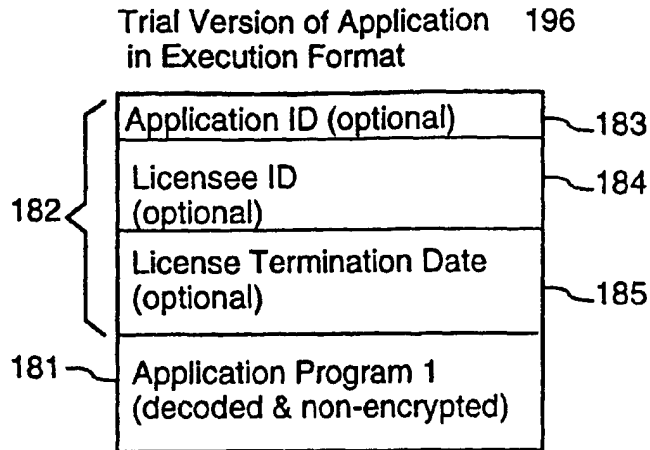 Trial Version of Application 196
in Execution Format
Application ID (optional) 183
Licensee ID 184
(optional)
182
License Termination Date
(optional) 185
181 Application Program 1
(decoded & non-encrypted)